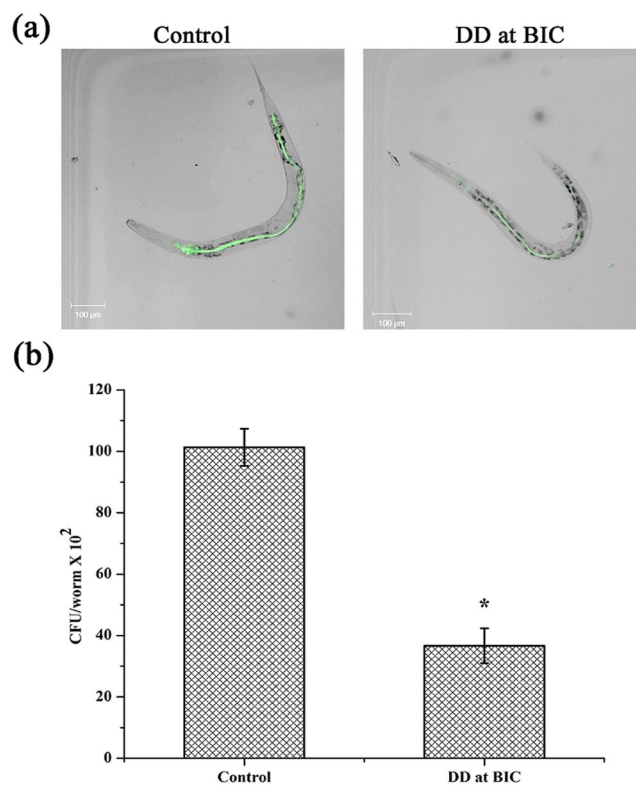 (a)
Control
DD at BIC
100 µm
100 µm
(b)
120
100
80
60
40
20
0
CFU/worm X 10²
*
Control
DD at BIC